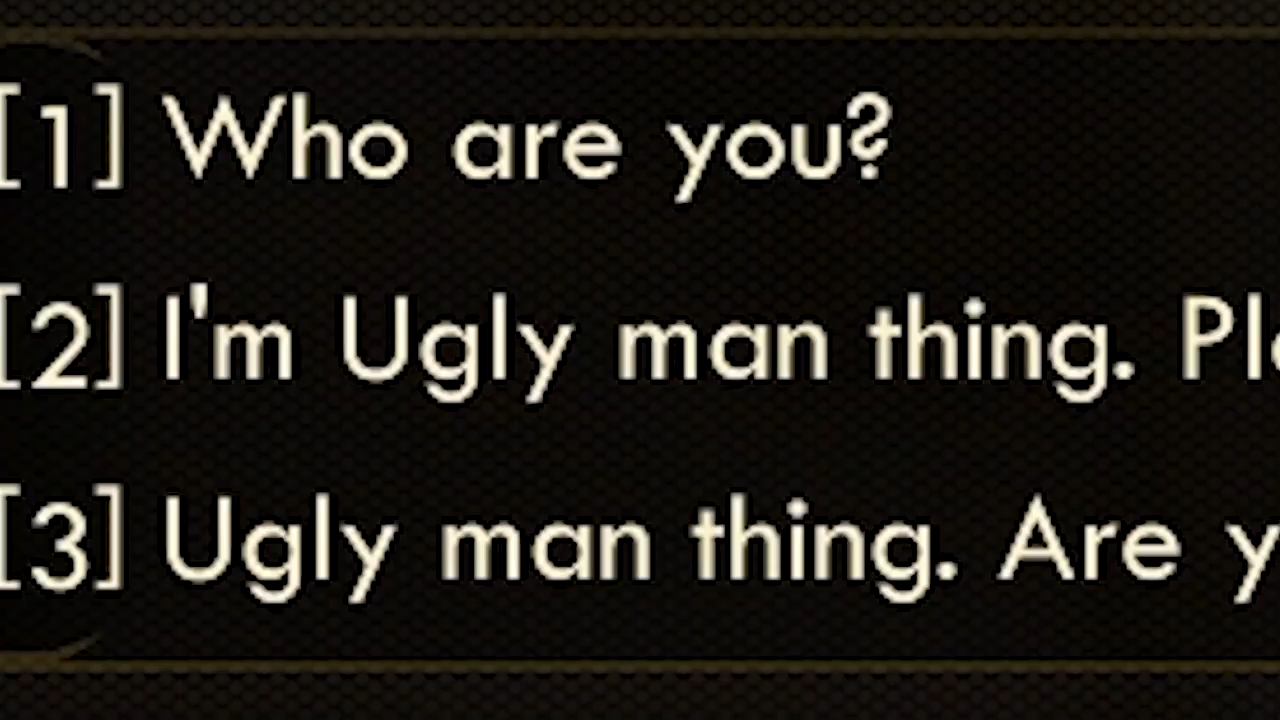 [1] Who are you?
[2] I'm Ugly man thing.
[3] Ugly man thing. Are